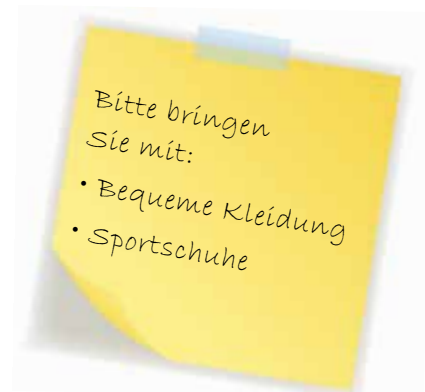 Bitte bringen
Sie mit:
• Bequeme Kleidung
• Sportschuhe